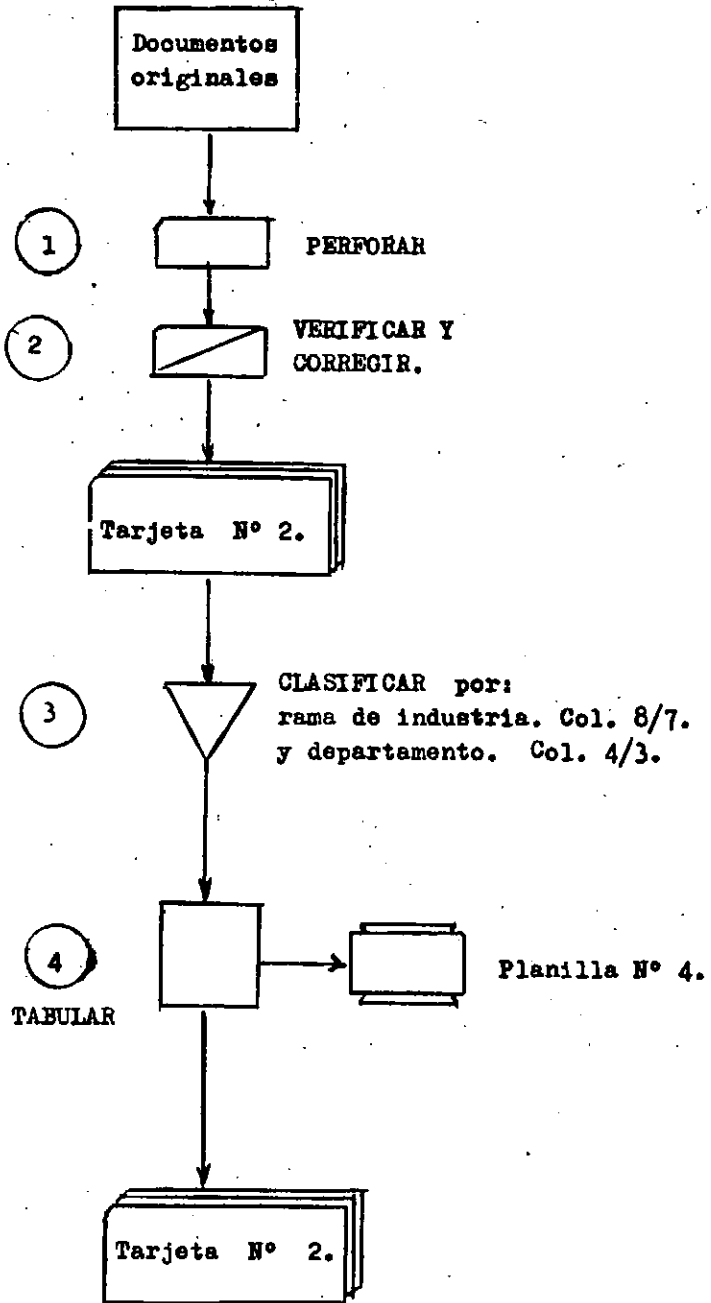 Documentos
originales
1
PERFORAR
2
VERIFICAR Y
CORREGIR.
Tarjeta Nº 2.
3
CLASIFICAR por:
rama de industria. Col. 8/7.
y departamento. Col. 4/3.
4
TABULAR
Planilla Nº 4.
Tarjeta Nº 2.